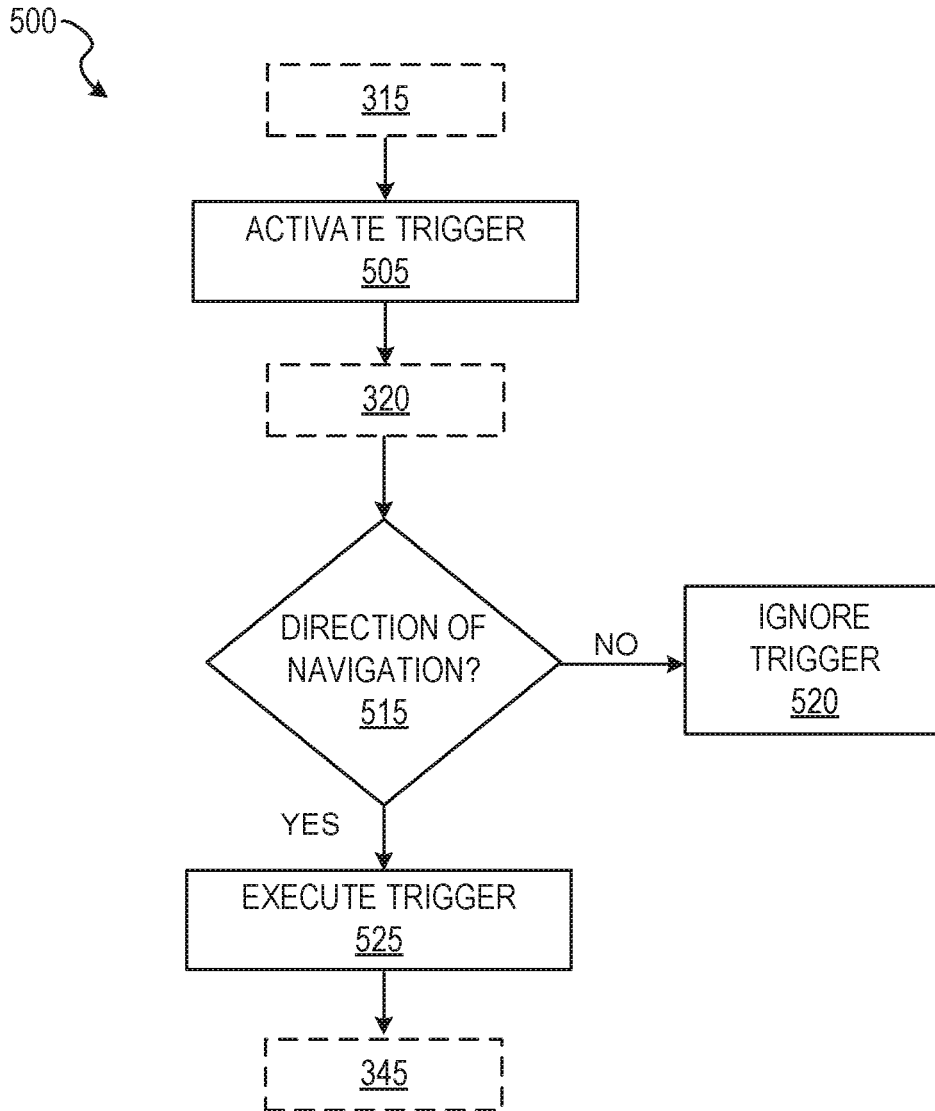 500
315
ACTIVATE TRIGGER
505
320
DIRECTION OF
NAVIGATION?
515
NO
IGNORE
TRIGGER
520
YES
EXECUTE TRIGGER
525
345